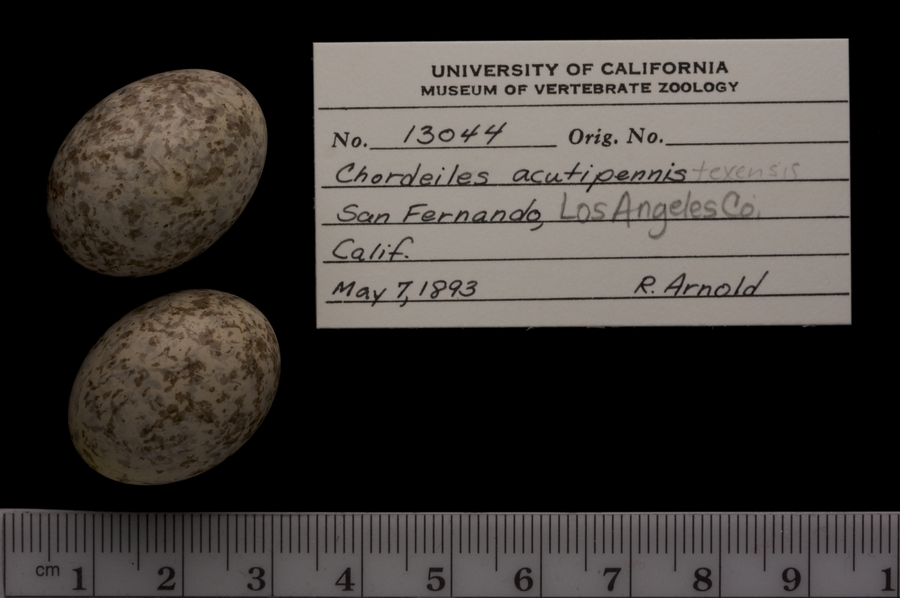 UNIVERSITY OF CALIFORNIA
MUSEUM OF VERTEBRATE ZOOLOGY
No. 13044 Orig. No.
Chordeiles acutipennis texensis
San Fernando, Los Angeles Co.
Calif.
May 7, 1893 R. Arnold
cm 1 2 3 4 5 6 7 8 9 1